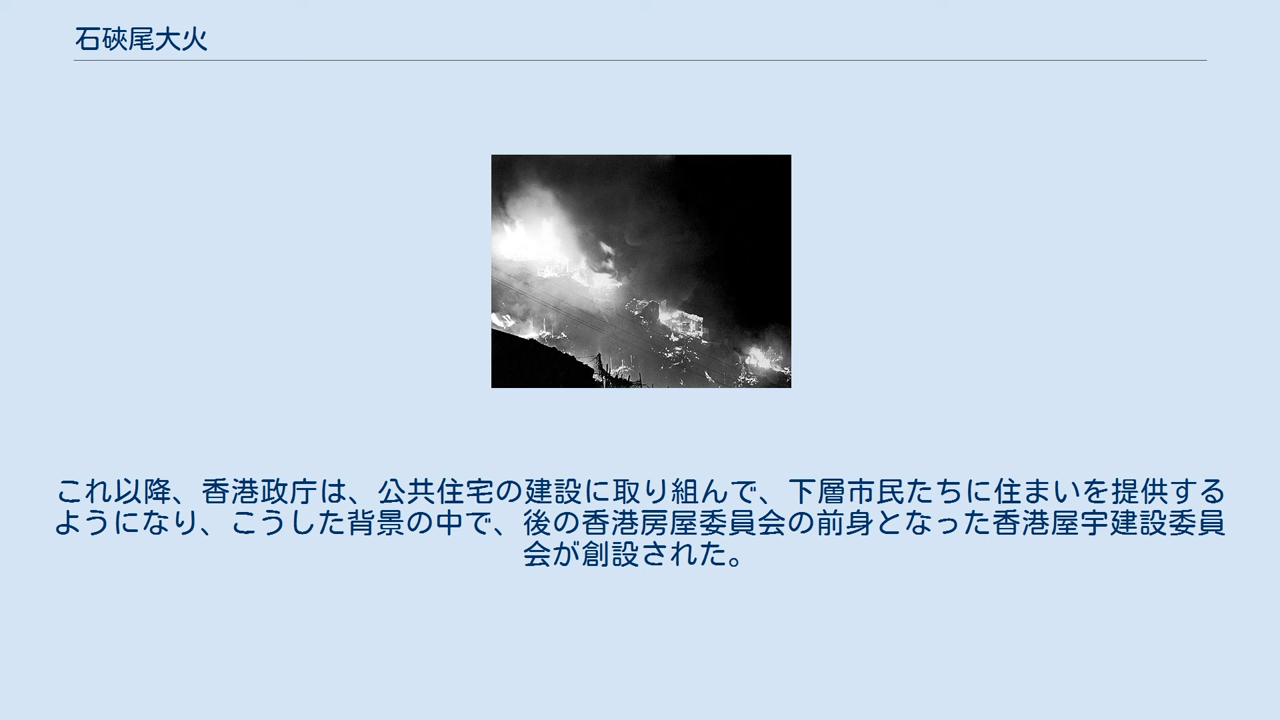 石硤尾大火
これ以降、香港政庁は、公共住宅の建設に取り組んで、下層市民たちに住まいを提供する
ようになり、こうした背景の中で、後の香港房屋委員会の前身となった香港屋宇建設委員
会が創設された。